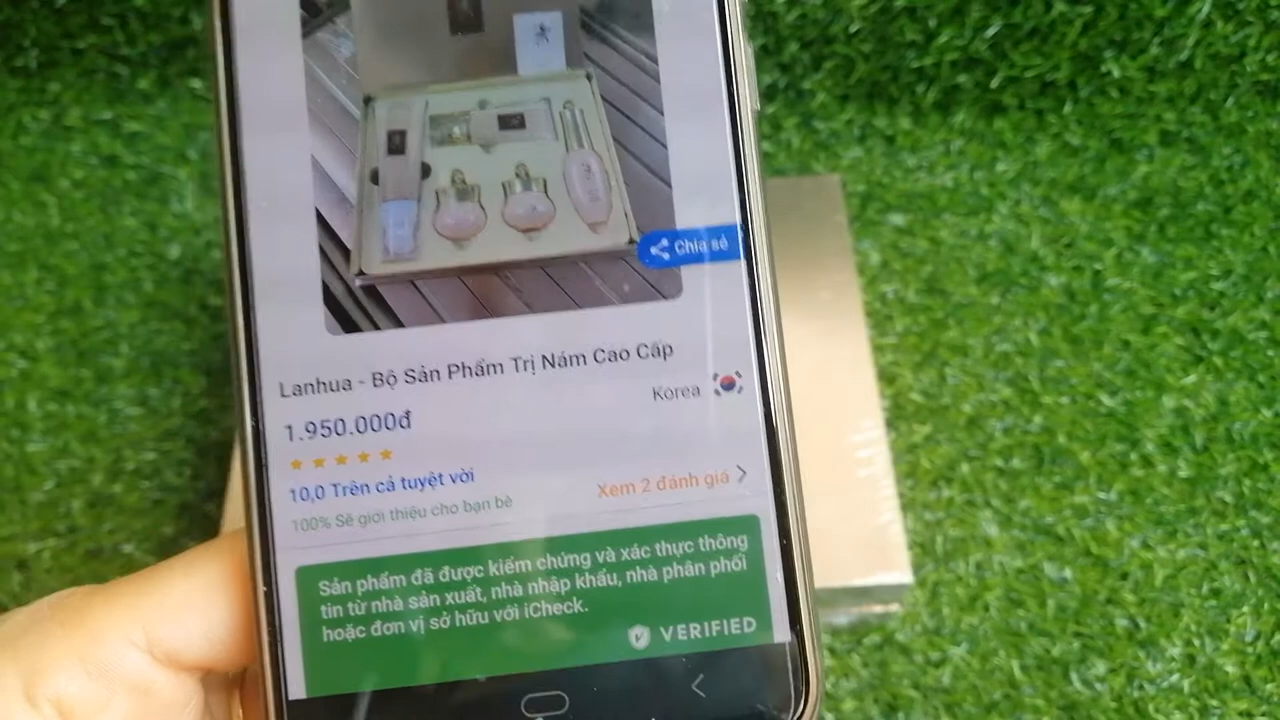 Chia sẻ
Lanhua - Bộ Sản Phẩm Trị Nám Cao Cấp
Korea
1.950.000đ
10,0 Trên cả tuyệt vời
Xem 2 đánh giá
100% Sẽ giới thiệu cho bạn bè
Sản phẩm đã được kiểm chứng và xác thực thông
tin từ nhà sản xuất, nhà nhập khẩu, nhà phân phối
hoặc đơn vị sở hữu với iCheck.
VERIFIED